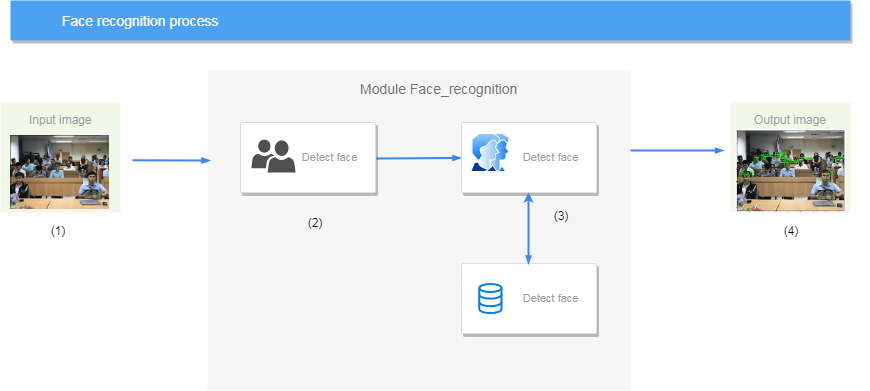 Face recognition process
Module Face_recognition
Input image
Output image
Detect face
Detect face
(1)
(2)
(3)
(4)
Detect face